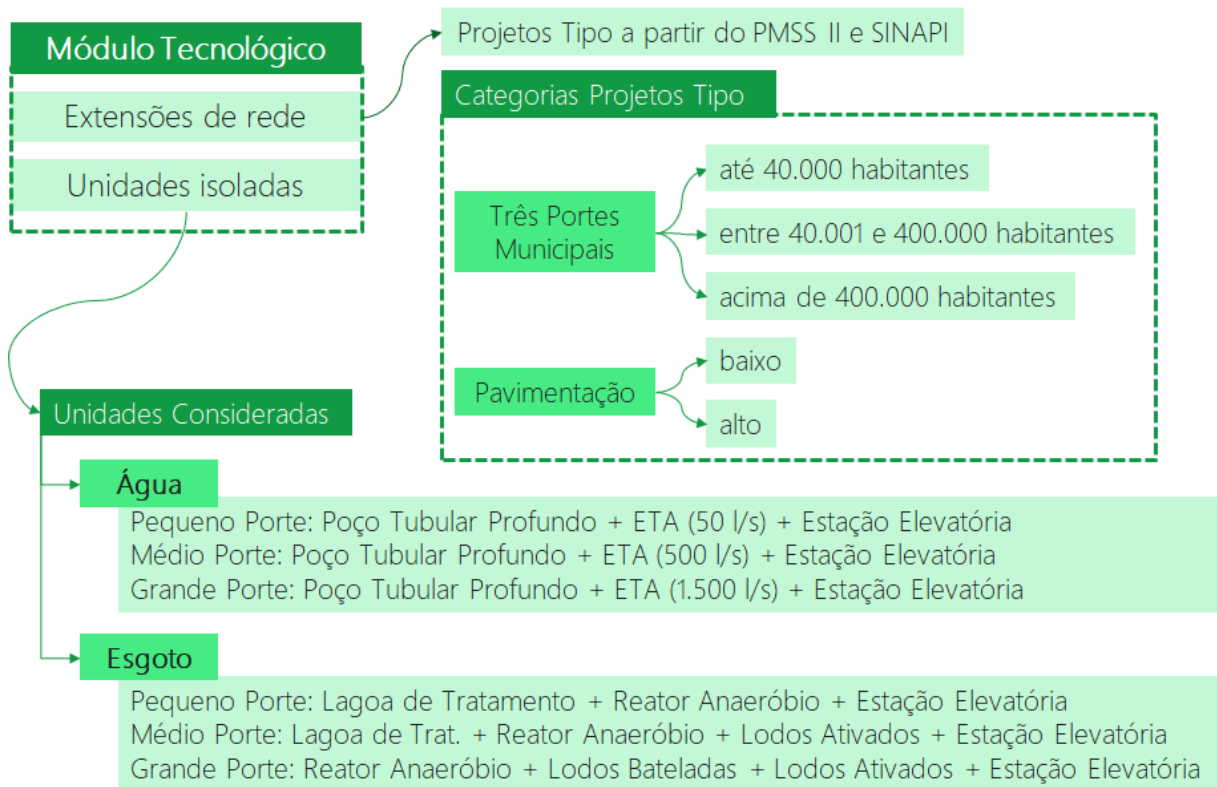 Módulo Tecnológico
Extensões de rede
Unidades isoladas
Projetos Tipo a partir do PMSS II e SINAPI
Categorias Projetos Tipo
Três Portes
Municipais
até 40.000 habitantes
entre 40.001 e 400.000 habitantes
acima de 400.000 habitantes
Pavimentação
baixo
alto
Unidades Consideradas
Água
Pequeno Porte: Poço Tubular Profundo + ETA (50 l/s) + Estação Elevatória
Médio Porte: Poço Tubular Profundo + ETA (500 l/s) + Estação Elevatória
Grande Porte: Poço Tubular Profundo + ETA (1.500 l/s) + Estação Elevatória
Esgoto
Pequeno Porte: Lagoa de Tratamento + Reator Anaeróbio + Estação Elevatória
Médio Porte: Lagoa de Trat. + Reator Anaeróbio + Lodos Ativados + Estação Elevatória
Grande Porte: Reator Anaeróbio + Lodos Bateladas + Lodos Ativados + Estação Elevatória